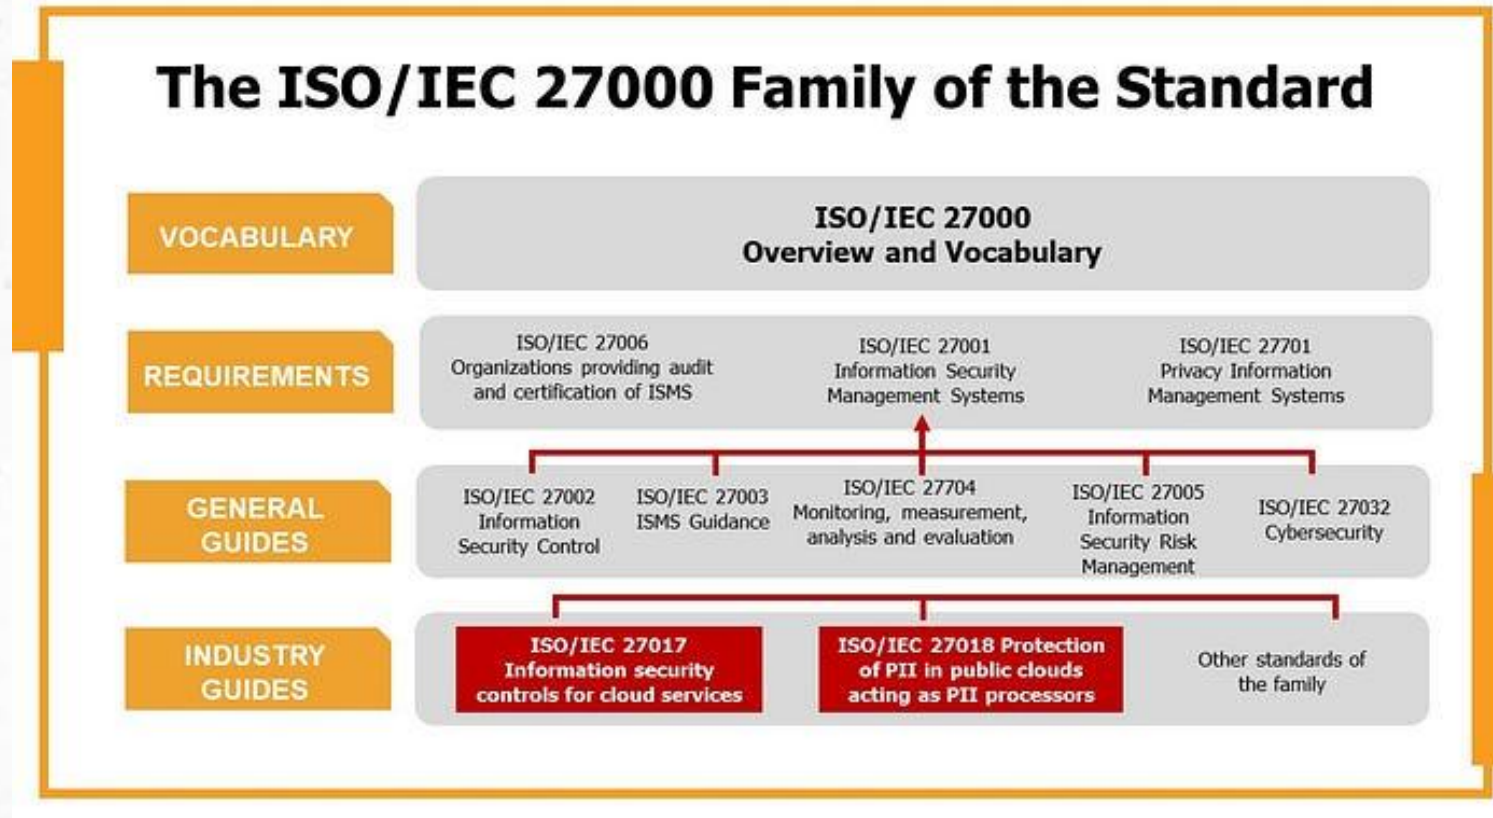 The ISO/IEC 27000 Family of the Standard
VOCABULARY
ISO/IEC 27000
Overview and Vocabulary
REQUIREMENTS
ISO/IEC 27006
Organizations providing audit
and certification of ISMS
ISO/IEC 27001
Information Security
Management Systems
ISO/IEC 27701
Privacy Information
Management Systems
GENERAL
GUIDES
ISO/IEC 27002
Information
Security Control
ISO/IEC 27003
ISMS Guidance
ISO/IEC 27704
Monitoring, measurement,
analysis and evaluation
ISO/IEC 27005
Information
Security Risk
Management
ISO/IEC 27032
Cybersecurity
INDUSTRY
GUIDES
ISO/IEC 27017
Information security
controls for cloud services
ISO/IEC 27018 Protection
of PII in public clouds
acting as PII processors
Other standards of
the family